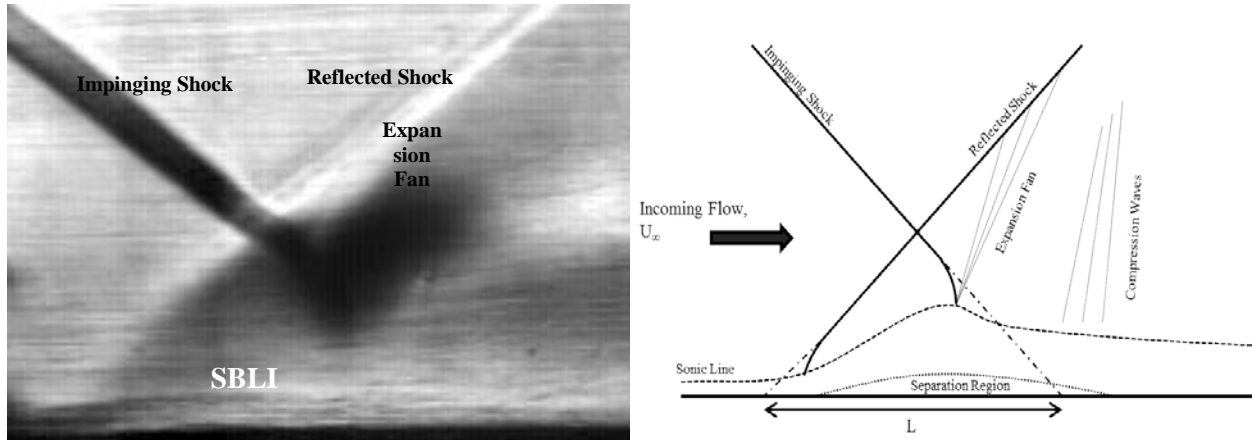 Impinging Shock
Reflected Shock
Expan
sion
Fan
SBLI
Impinging Shock
Reflected Shock
Expansion Fan
Compression Waves
Incoming Flow,
U∞
Sonic Line
Separation Region
L